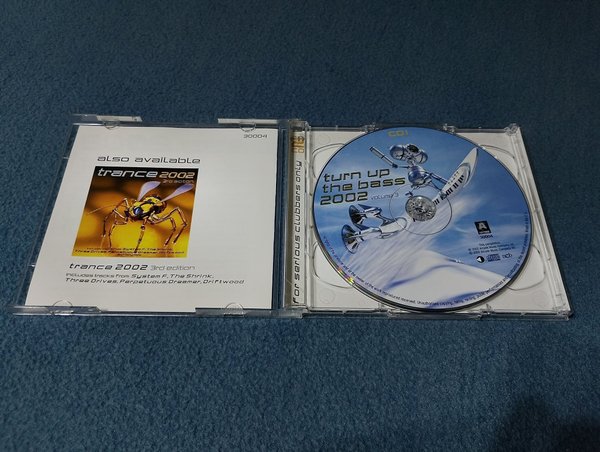 30004
also available
trance 2002
3rd edition
trance 2002 3rd edition
includes tracks from System F, The Shrink,
Three Drives, Perpetuous Dreamer, Driftwood
for serious clubbers only
CD1
turn up
the bass
2002 volume 3
A